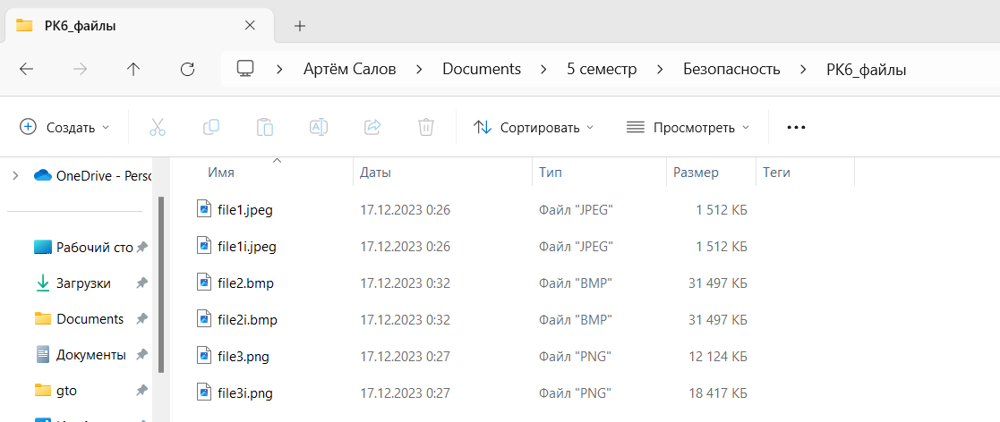 РК6_файлы
Артём Салов > Documents > 5 семестр > Безопасность > РК6_файлы
Создать Сортировать Просмотреть
OneDrive - Perso
Имя Даты Тип Размер Теги
file1.jpeg 17.12.2023 0:26 Файл "JPEG" 1 512 КБ
file1i.jpeg 17.12.2023 0:26 Файл "JPEG" 1 512 КБ
file2.bmp 17.12.2023 0:32 Файл "BMP" 31 497 КБ
file2i.bmp 17.12.2023 0:32 Файл "BMP" 31 497 КБ
file3.png 17.12.2023 0:27 Файл "PNG" 12 124 КБ
file3i.png 17.12.2023 0:27 Файл "PNG" 18 417 КБ
Рабочий сто
Загрузки
Documents
Документы
gto